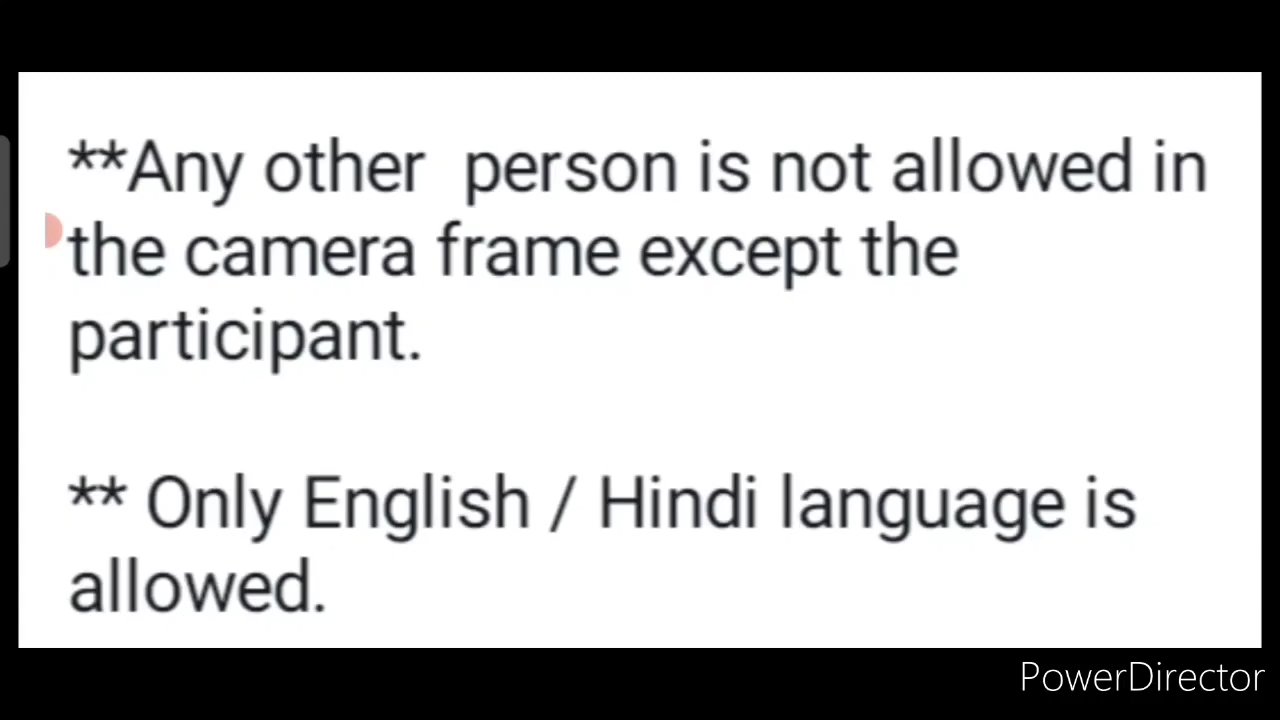 **Any other  person is not allowed in
the camera frame except the
participant.
** Only English / Hindi language is
allowed.
PowerDirector